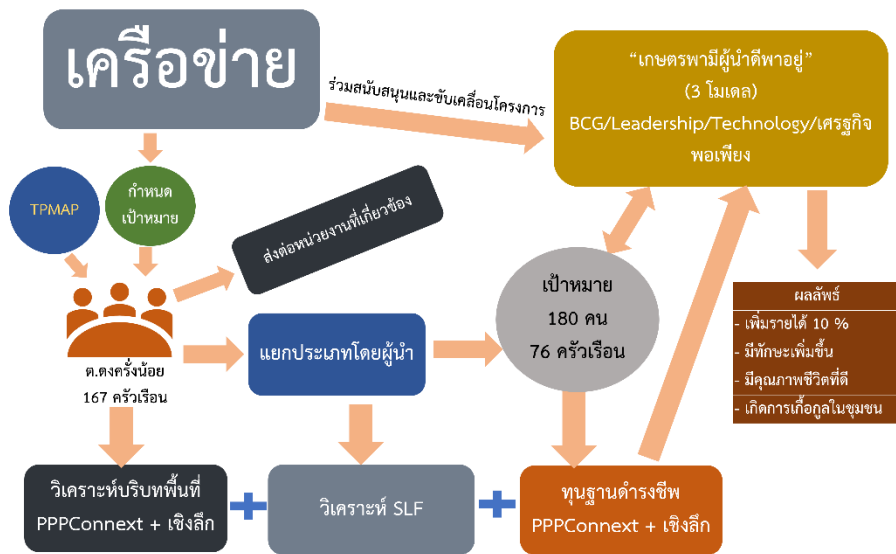 เครือข่าย
ร่วมสนับสนุนและขับเคลื่อนโครงการ
“เกษตรพามีผู้นำดีพาอยู่”
(3 โมเดล)
BCG/Leadership/Technology/เศรษฐกิจ
พอเพียง
TPMAP
กำหนด
เป้าหมาย
ส่งต่อหน่วยงานที่เกี่ยวข้อง
ต.ดงครั่งน้อย
167 ครัวเรือน
แยกประเภทโดยผู้นำ
เป้าหมาย
180 คน
76 ครัวเรือน
ผลลัพธ์
- เพิ่มรายได้ 10 %
- มีทักษะเพิ่มขึ้น
- มีคุณภาพชีวิตที่ดี
- เกิดการเกื้อกูลในชุมชน
วิเคราะห์บริบทพื้นที่
PPPConnext + เชิงลึก
วิเคราะห์ SLF
ทุนฐานดำรงชีพ
PPPConnext + เชิงลึก